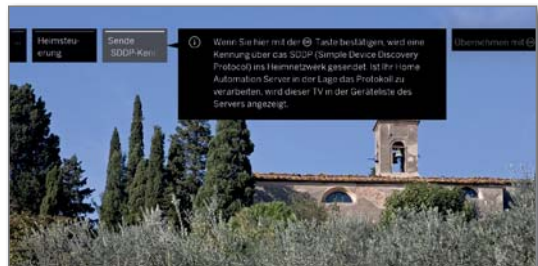 Heimsteu-
erung
Sende
SDDP-Kenn
Wenn Sie hier mit der OK Taste bestätigen, wird eine
Kennung über das SDDP (Simple Device Discovery
Protocol) ins Heimnetzwerk gesendet. Ist Ihr Home
Automation Server in der Lage das Protokoll zu
verarbeiten, wird dieser TV in der Geräteliste des
Servers angezeigt.
Übernehmen mit OK